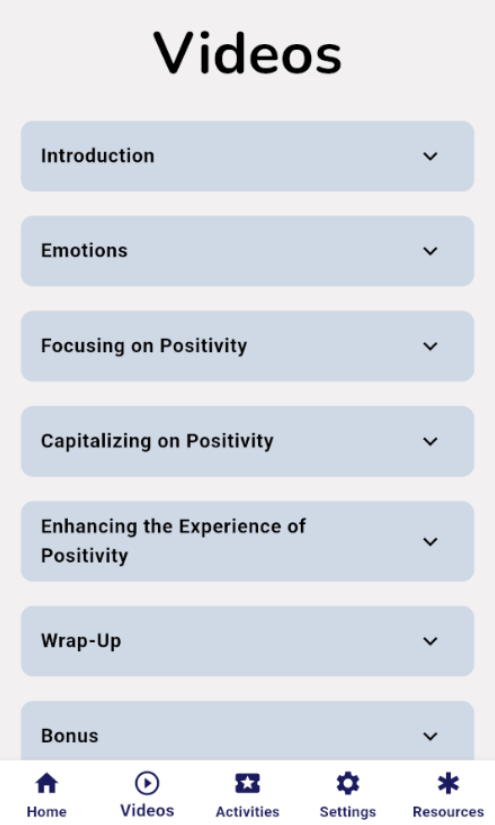 Videos
Introduction
Emotions
Focusing on Positivity
Capitalizing on Positivity
Enhancing the Experience of
Positivity
Wrap-Up
Bonus
Home
Videos
Activities
Settings
Resources